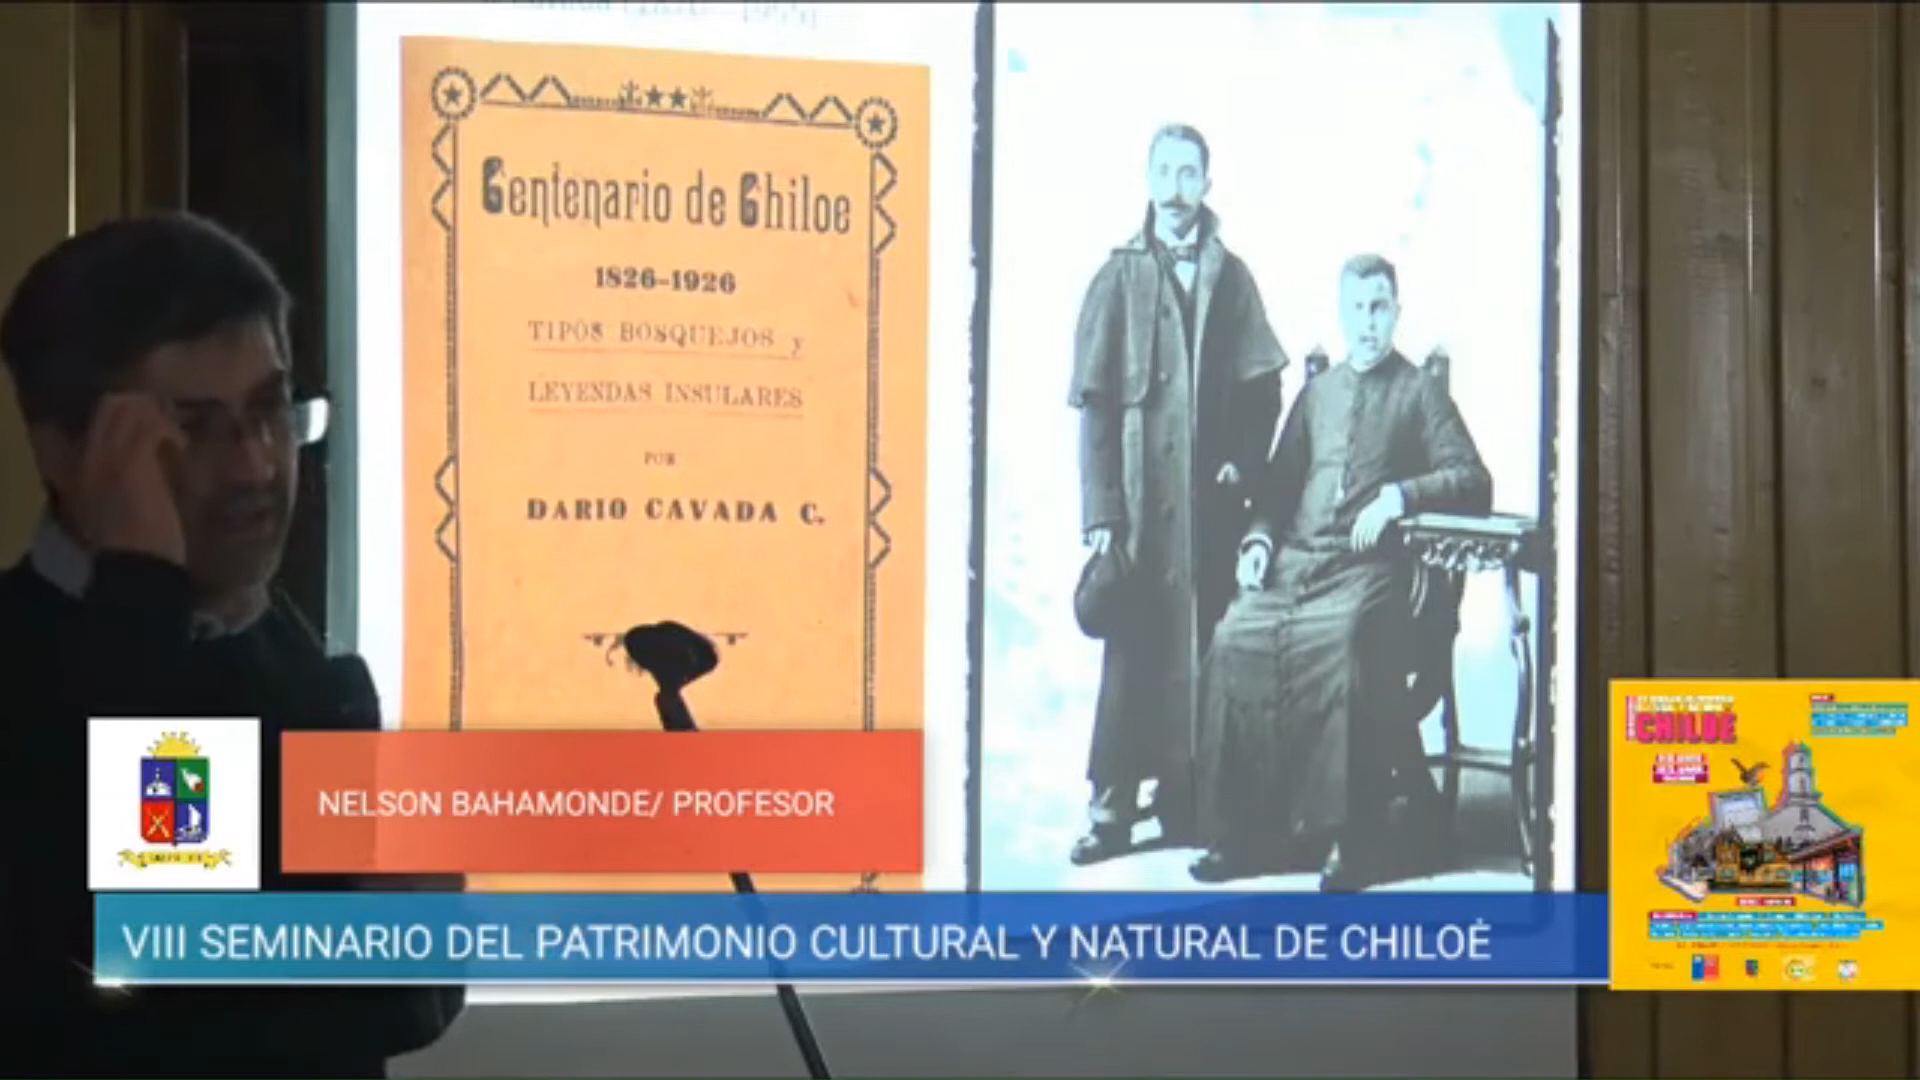 Centenario de Chiloe
1826-1926
TIPOS BOSQUEJOS y
LEYENDAS INSULARES
POR
DARIO CAVADA C.
NELSON BAHAMONDE/ PROFESOR
VIII SEMINARIO DEL PATRIMONIO CULTURAL Y NATURAL DE CHILOÉ
CHILOE